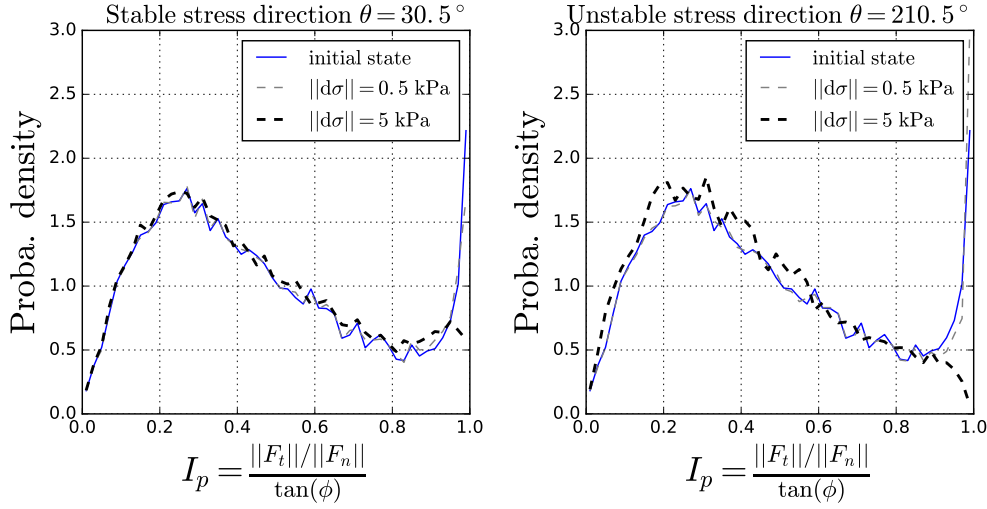 Stable stress direction θ = 30.5°
3.0
2.5
2.0
1.5
1.0
0.5
0.0
0.0 0.2 0.4 0.6 0.8 1.0
Proba. density
initial state
||dσ|| = 0.5 kPa
||dσ|| = 5 kPa
I_p = ||F_t||/||F_n|| / tan(ϕ)
Unstable stress direction θ = 210.5°
3.0
2.5
2.0
1.5
1.0
0.5
0.0
0.0 0.2 0.4 0.6 0.8 1.0
Proba. density
initial state
||dσ|| = 0.5 kPa
||dσ|| = 5 kPa
I_p = ||F_t||/||F_n|| / tan(ϕ)